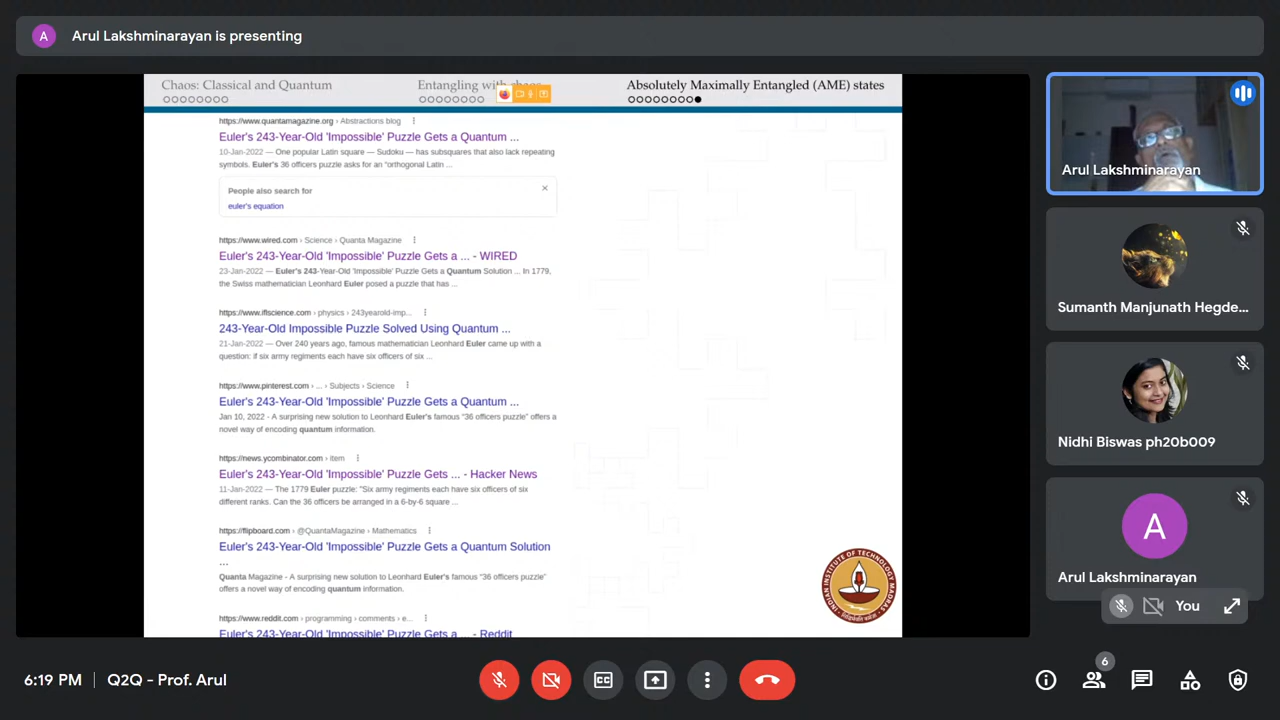 A
Arul Lakshminarayan is presenting
Chaos: Classical and Quantum
Entangling with chaos
Absolutely Maximally Entangled (AME) states
https://www.quantamagazine.org › Abstractions blog
Euler's 243-Year-Old 'Impossible' Puzzle Gets a Quantum ...
10-Jan-2022 — One popular Latin square — Sudoku — has subsquares that also lack repeating
symbols. Euler's 36 officers puzzle asks for an “orthogonal Latin ...
People also search for
euler's equation
https://www.wired.com › Science › Quanta Magazine
Euler's 243-Year-Old 'Impossible' Puzzle Gets a ... - WIRED
23-Jan-2022 — Euler's 243-Year-Old 'Impossible' Puzzle Gets a Quantum Solution ... In 1779,
the Swiss mathematician Leonhard Euler posed a puzzle that has ...
https://www.iflscience.com › physics › 243yearold-imp...
243-Year-Old Impossible Puzzle Solved Using Quantum ...
21-Jan-2022 — Over 240 years ago, famous mathematician Leonhard Euler came up with a
question: if six army regiments each have six officers of six ...
https://www.pinterest.com › ... › Subjects › Science
Euler's 243-Year-Old 'Impossible' Puzzle Gets a Quantum ...
Jan 10, 2022 - A surprising new solution to Leonhard Euler's famous “36 officers puzzle” offers a
novel way of encoding quantum information.
https://news.ycombinator.com › item
Euler's 243-Year-Old 'Impossible' Puzzle Gets ... - Hacker News
11-Jan-2022 — The 1779 Euler puzzle: "Six army regiments each have six officers of six
different ranks. Can the 36 officers be arranged in a 6-by-6 square ...
https://flipboard.com › @QuantaMagazine › Mathematics
Euler's 243-Year-Old 'Impossible' Puzzle Gets a Quantum Solution
...
Quanta Magazine - A surprising new solution to Leonhard Euler's famous “36 officers puzzle”
offers a novel way of encoding quantum information.
https://www.reddit.com › programming › comments › e...
Euler's 243-Year-Old 'Impossible' Puzzle Gets a ... - Reddit
INDIAN INSTITUTE OF TECHNOLOGY MADRAS
Arul Lakshminarayan
Sumanth Manjunath Hegde...
Nidhi Biswas ph20b009
A
Arul Lakshminarayan
You
6:19 PM | Q2Q - Prof. Arul
CC
6